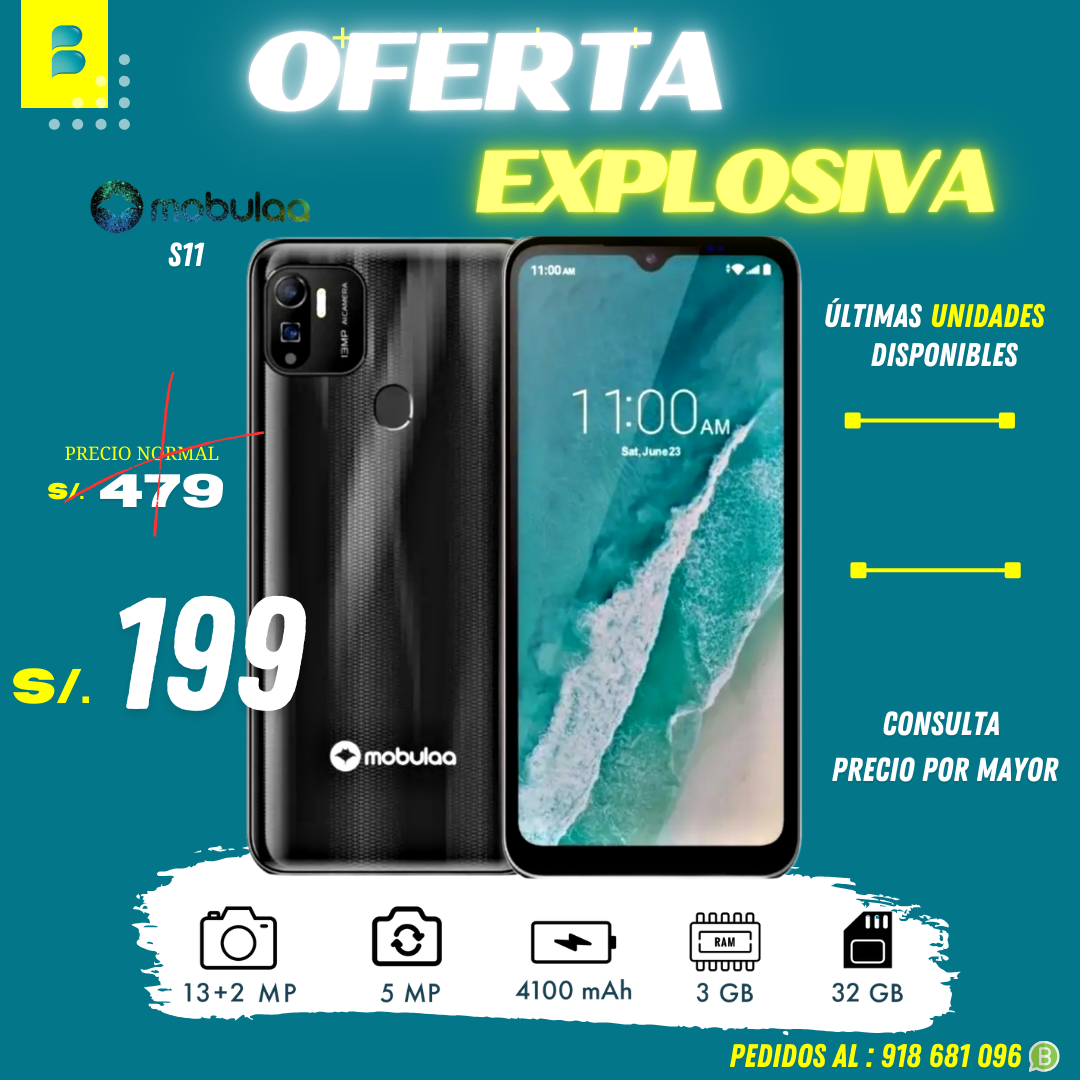 B
OFERTA
EXPLOSIVA
mobulaa
S11
11:00 AM
13MP AI CAMERA
ÚLTIMAS UNIDADES
DISPONIBLES
11:00 AM
Sat, June 23
PRECIO NORMAL
S/. 479
S/. 199
mobulaa
CONSULTA
PRECIO POR MAYOR
RAM
13+2 MP
5 MP
4100 mAh
3 GB
32 GB
PEDIDOS AL : 918 681 096 B